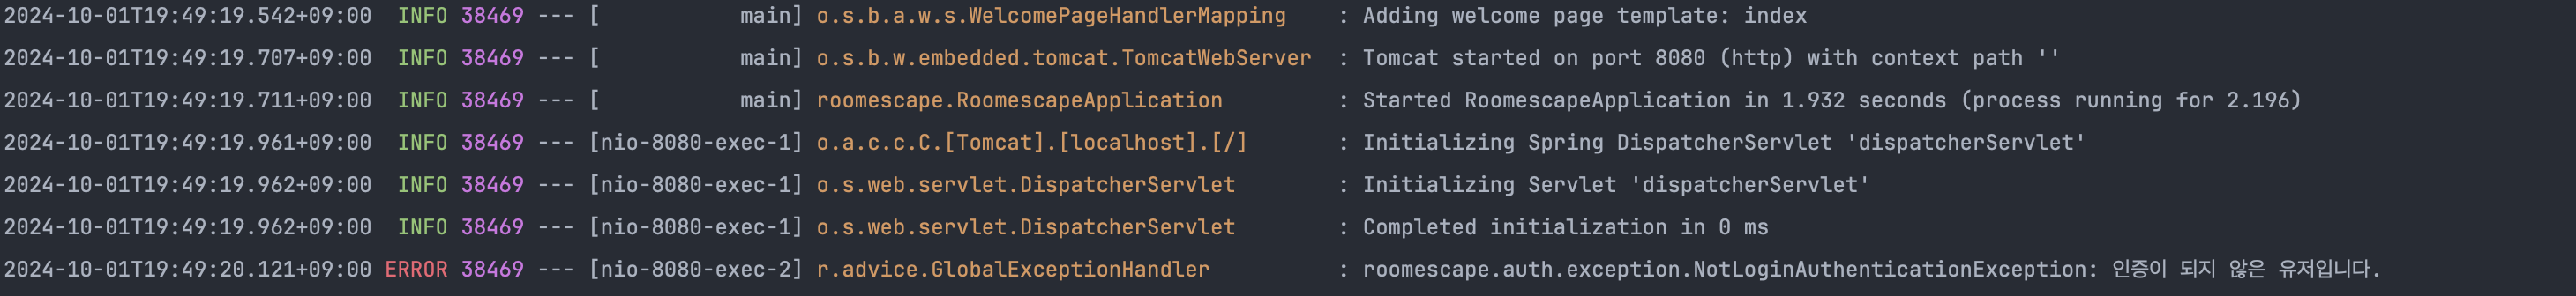 2024-10-01T19:49:19.542+09:00  INFO 38469 --- [           main] o.s.b.a.w.s.WelcomePageHandlerMapping    : Adding welcome page template: index
2024-10-01T19:49:19.707+09:00  INFO 38469 --- [           main] o.s.b.w.embedded.tomcat.TomcatWebServer  : Tomcat started on port 8080 (http) with context path ''
2024-10-01T19:49:19.711+09:00  INFO 38469 --- [           main] roomescape.RoomescapeApplication         : Started RoomescapeApplication in 1.932 seconds (process running for 2.196)
2024-10-01T19:49:19.961+09:00  INFO 38469 --- [nio-8080-exec-1] o.a.c.c.C.[Tomcat].[localhost].[/]       : Initializing Spring DispatcherServlet 'dispatcherServlet'
2024-10-01T19:49:19.962+09:00  INFO 38469 --- [nio-8080-exec-1] o.s.web.servlet.DispatcherServlet        : Initializing Servlet 'dispatcherServlet'
2024-10-01T19:49:19.962+09:00  INFO 38469 --- [nio-8080-exec-1] o.s.web.servlet.DispatcherServlet        : Completed initialization in 0 ms
2024-10-01T19:49:20.121+09:00 ERROR 38469 --- [nio-8080-exec-2] r.advice.GlobalExceptionHandler          : roomescape.auth.exception.NotLoginAuthenticationException: 인증이 되지 않은 유저입니다.